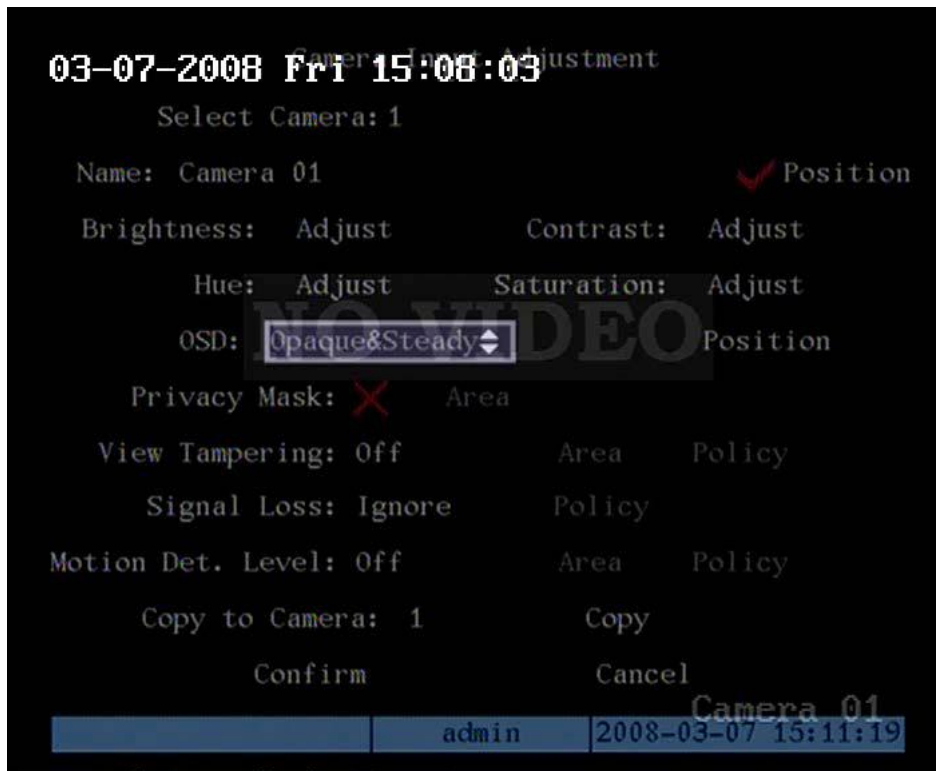 Camera Input Adjustment
03-07-2008 Fri 15:08:03
Select Camera: 1
Name: Camera 01 Position
Brightness: Adjust Contrast: Adjust
Hue: Adjust Saturation: Adjust
NO VIDEO
OSD: Opaque&Steady Position
Privacy Mask: Area
View Tampering: Off Area Policy
Signal Loss: Ignore Policy
Motion Det. Level: Off Area Policy
Copy to Camera: 1 Copy
Confirm Cancel
Camera 01
admin 2008-03-07 15:11:19